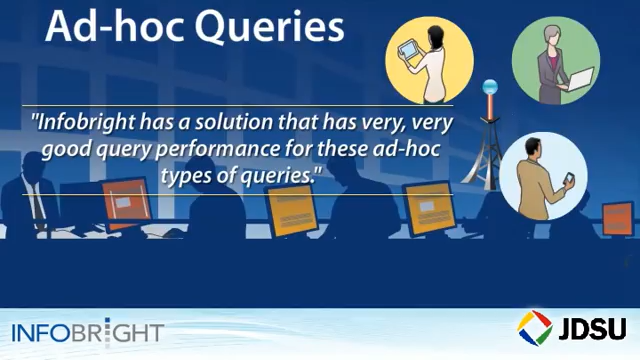 Ad-hoc Queries
"Infobright has a solution that has very, very
good query performance for these ad-hoc
types of queries."
INFOBRIGHT
JDSU